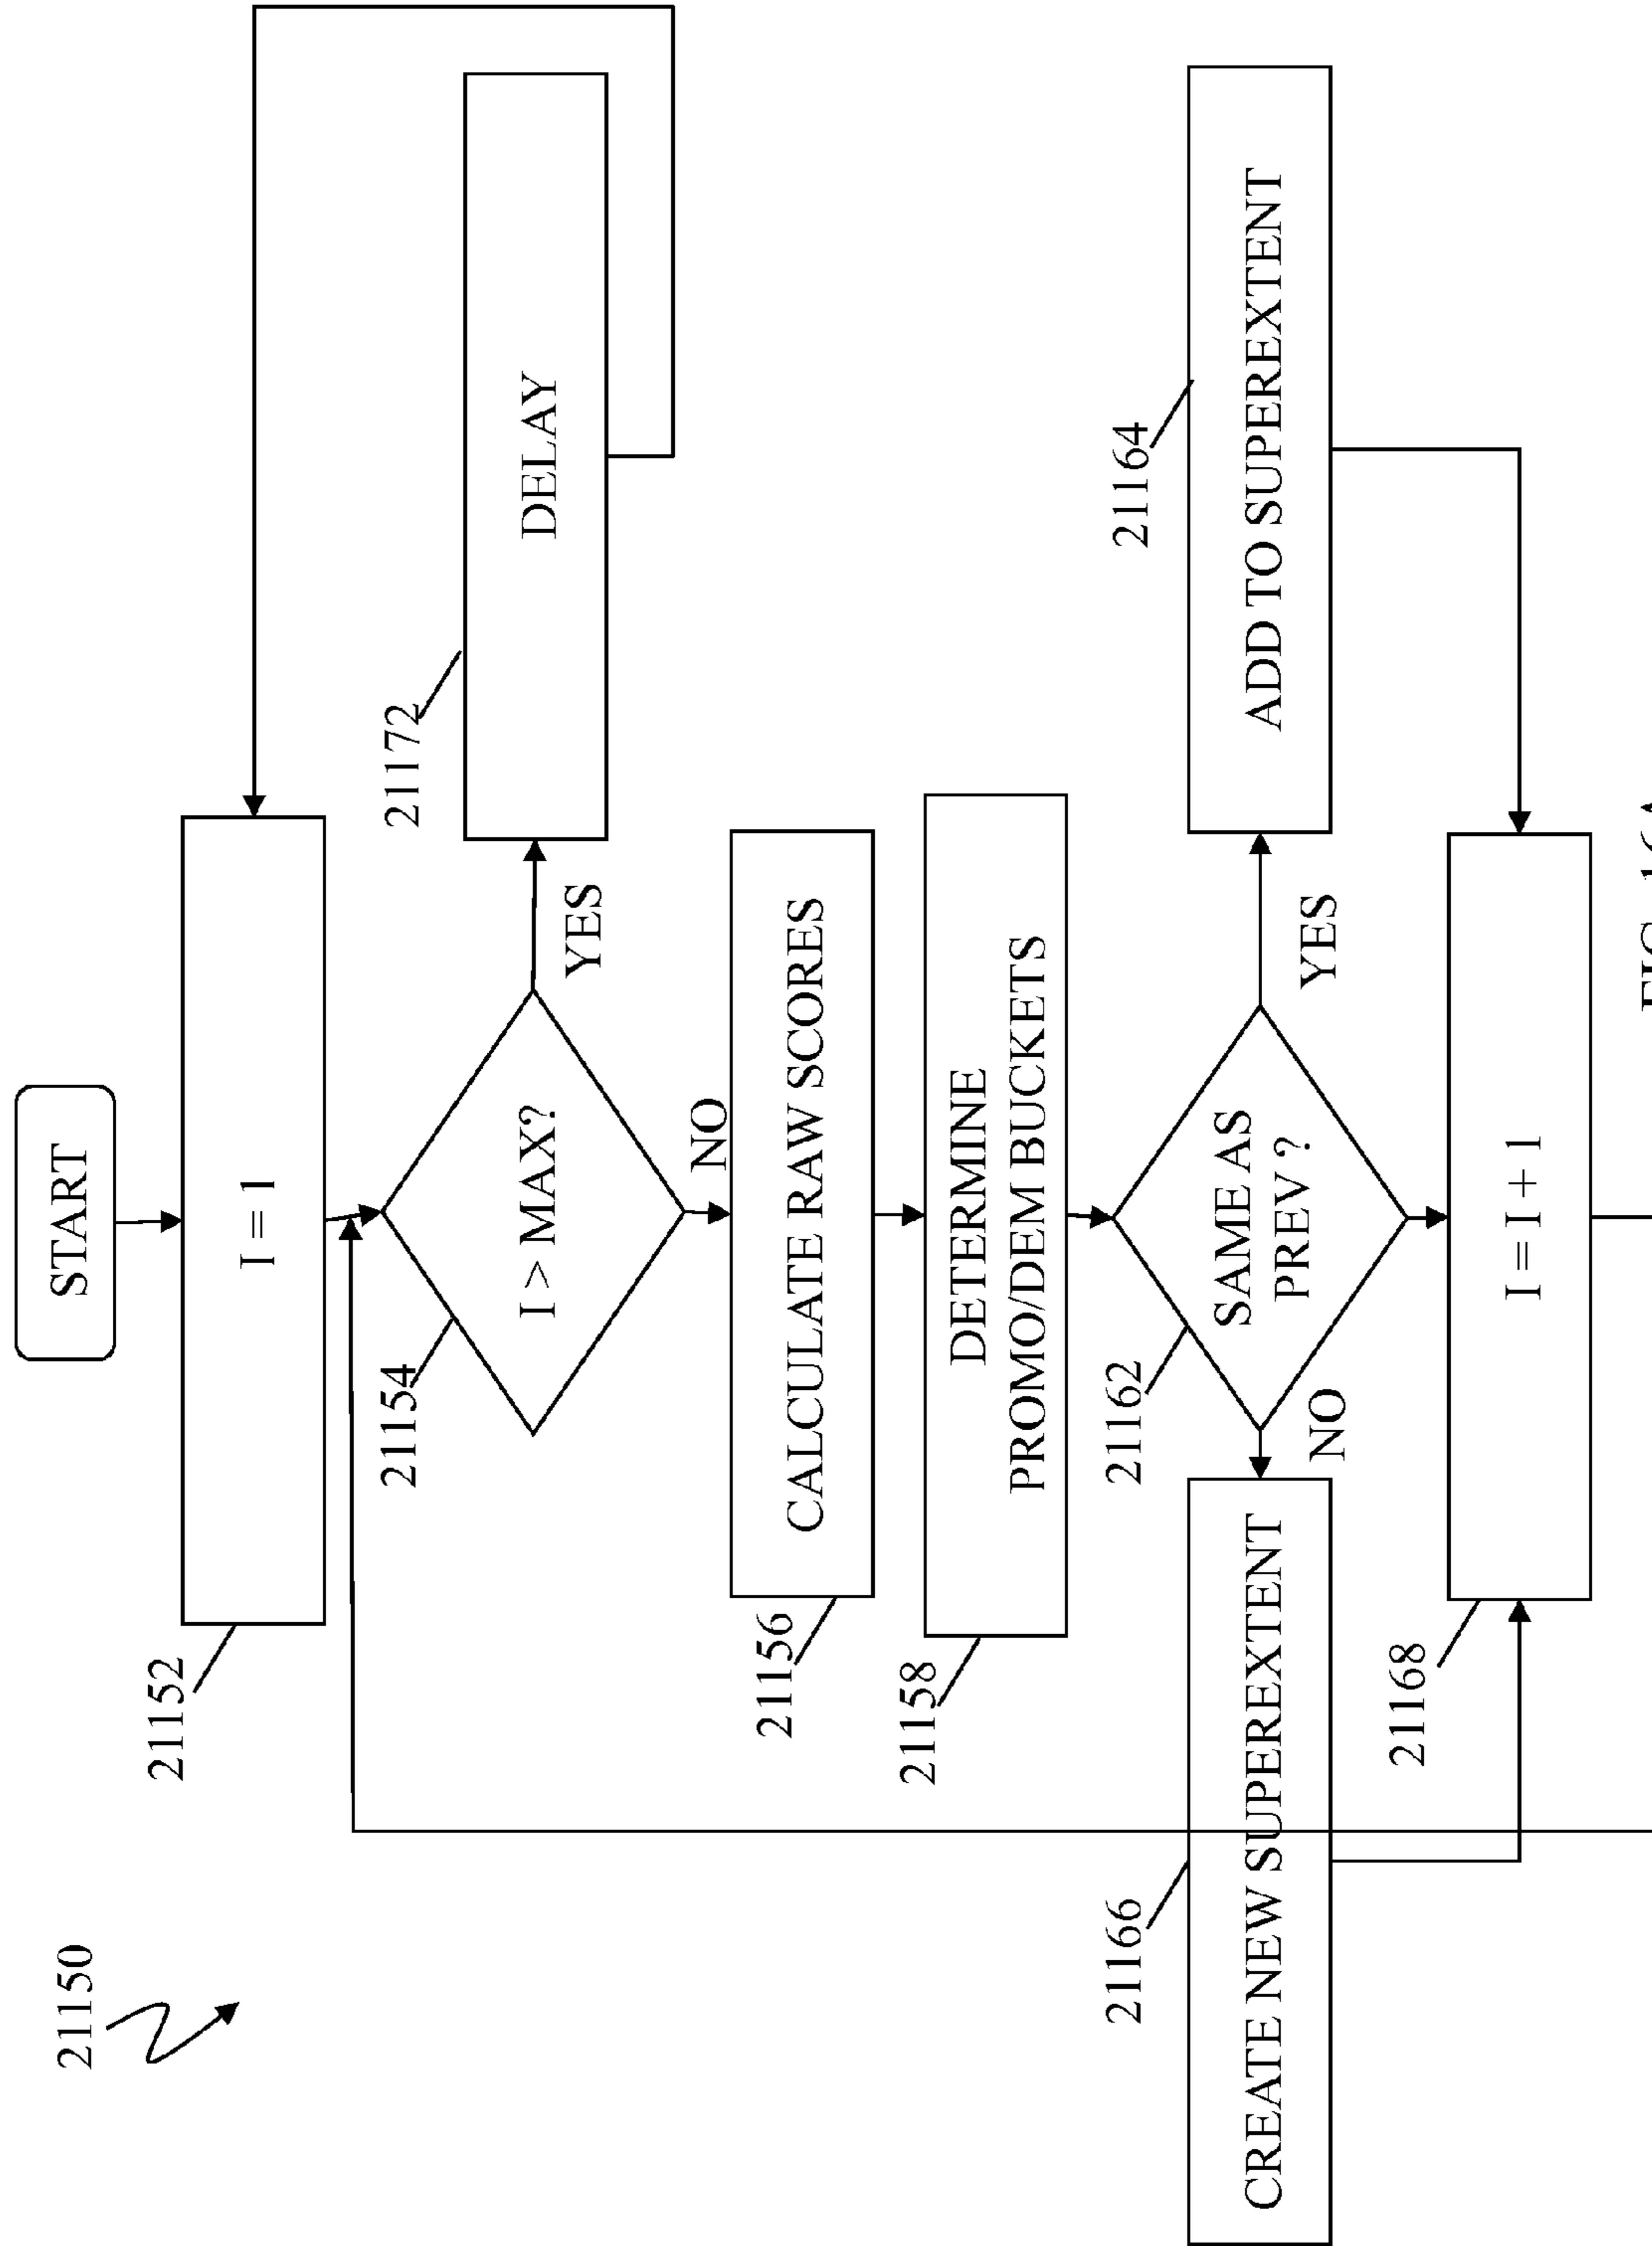 21150
START
21152
I = 1
21154
I > MAX?
YES
21172
DELAY
NO
21156
CALCULATE RAW SCORES
21158
DETERMINE
PROMO/DEM BUCKETS
21162
SAME AS
PREV ?
NO
YES
21166
CREATE NEW SUPEREXTENT
21164
ADD TO SUPEREXTENT
21168
I = I + 1